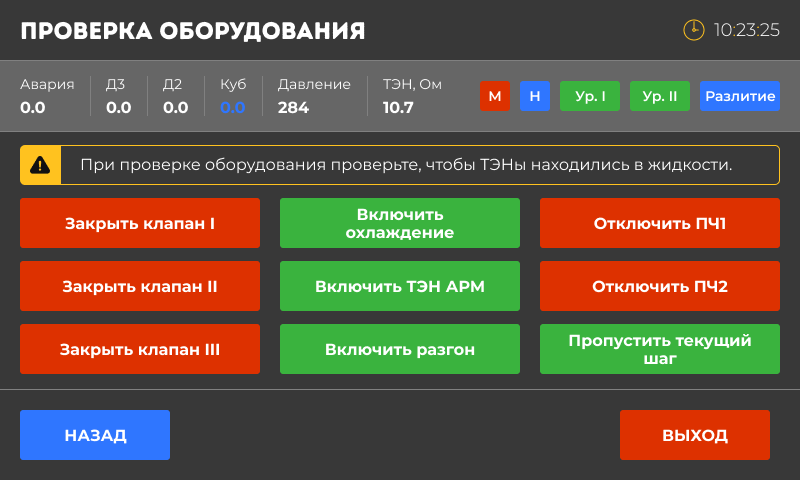 ПРОВЕРКА ОБОРУДОВАНИЯ
10:23:25
Авария Д3 Д2 Куб Давление ТЭН, Ом
0.0 0.0 0.0 0.0 284 10.7
М Н Ур. I Ур. II Разлитие
При проверке оборудования проверьте, чтобы ТЭНы находились в жидкости.
Закрыть клапан I
Включить
охлаждение
Отключить ПЧ1
Закрыть клапан II
Включить ТЭН АРМ
Отключить ПЧ2
Закрыть клапан III
Включить разгон
Пропустить текущий
шаг
НАЗАД
ВЫХОД